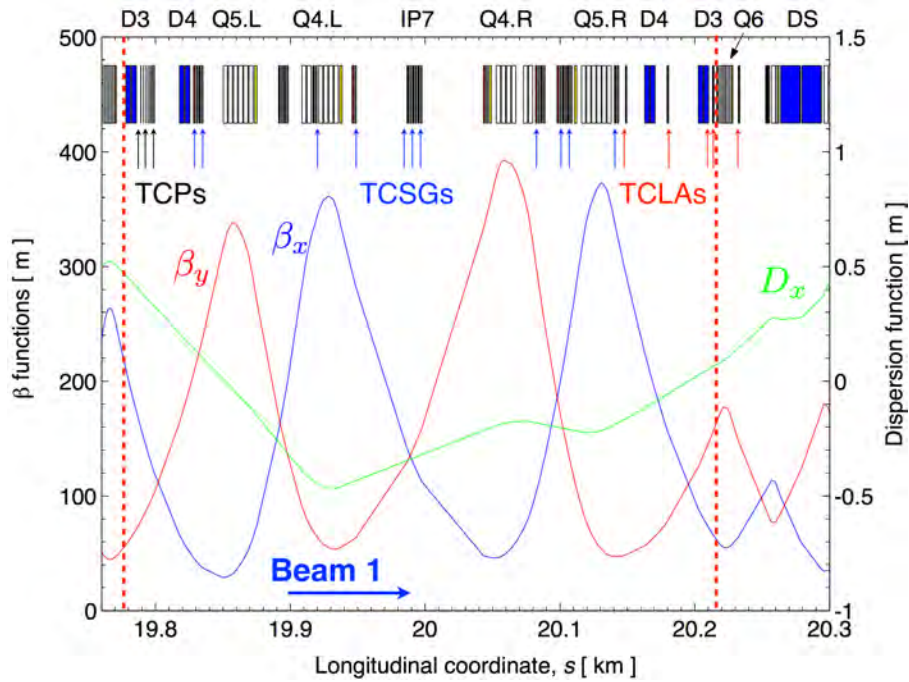 D3 D4 Q5.L Q4.L IP7 Q4.R Q5.R D4 D3 Q6 DS
500 1.5
400 1
TCPs TCSGs TCLAs
βy βx Dx
300 0.5
200 0
100 -0.5
Beam 1
0 -1
19.8 19.9 20 20.1 20.2 20.3
β functions [ m ]
Dispersion function [ m ]
Longitudinal coordinate, s [ km ]